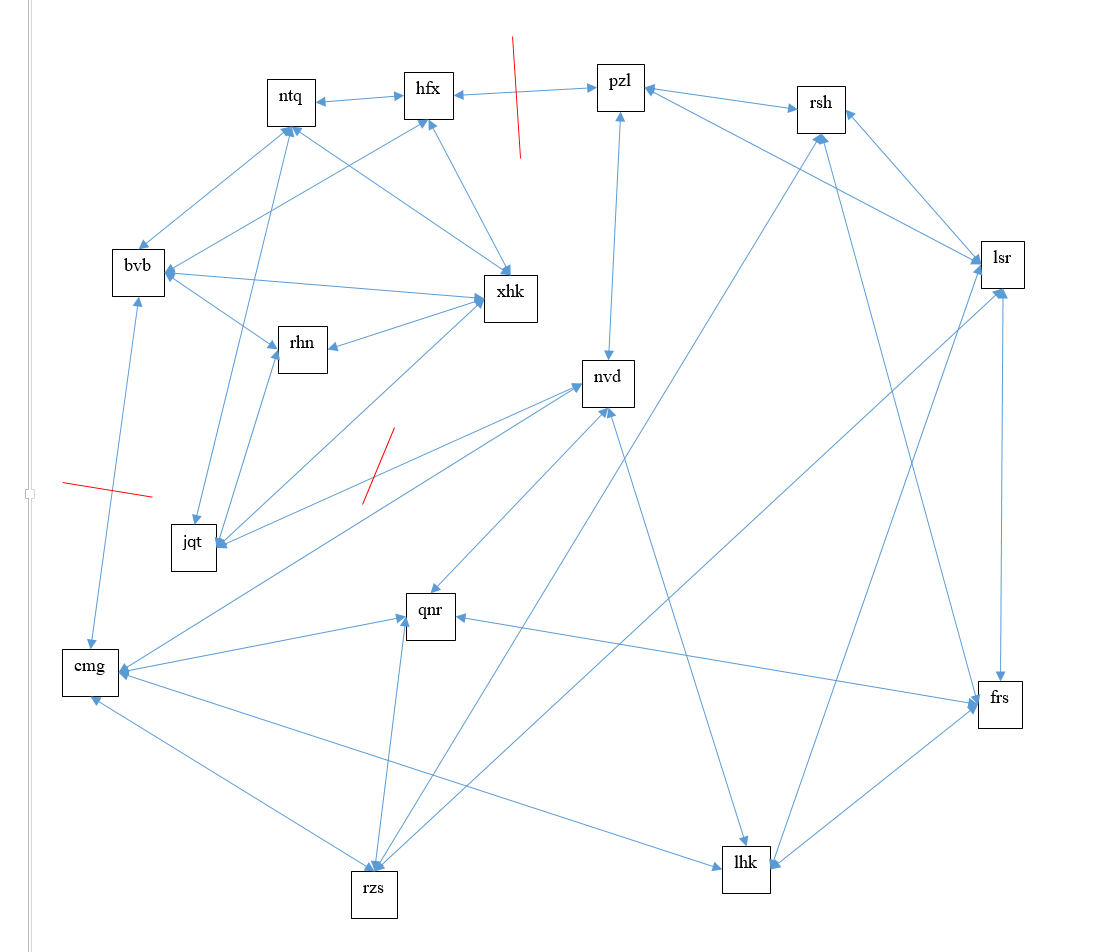 pzl
hfx
ntq
rsh
bvb
lsr
xhk
rhn
nvd
jqt
qnr
cmg
frs
lhk
rzs